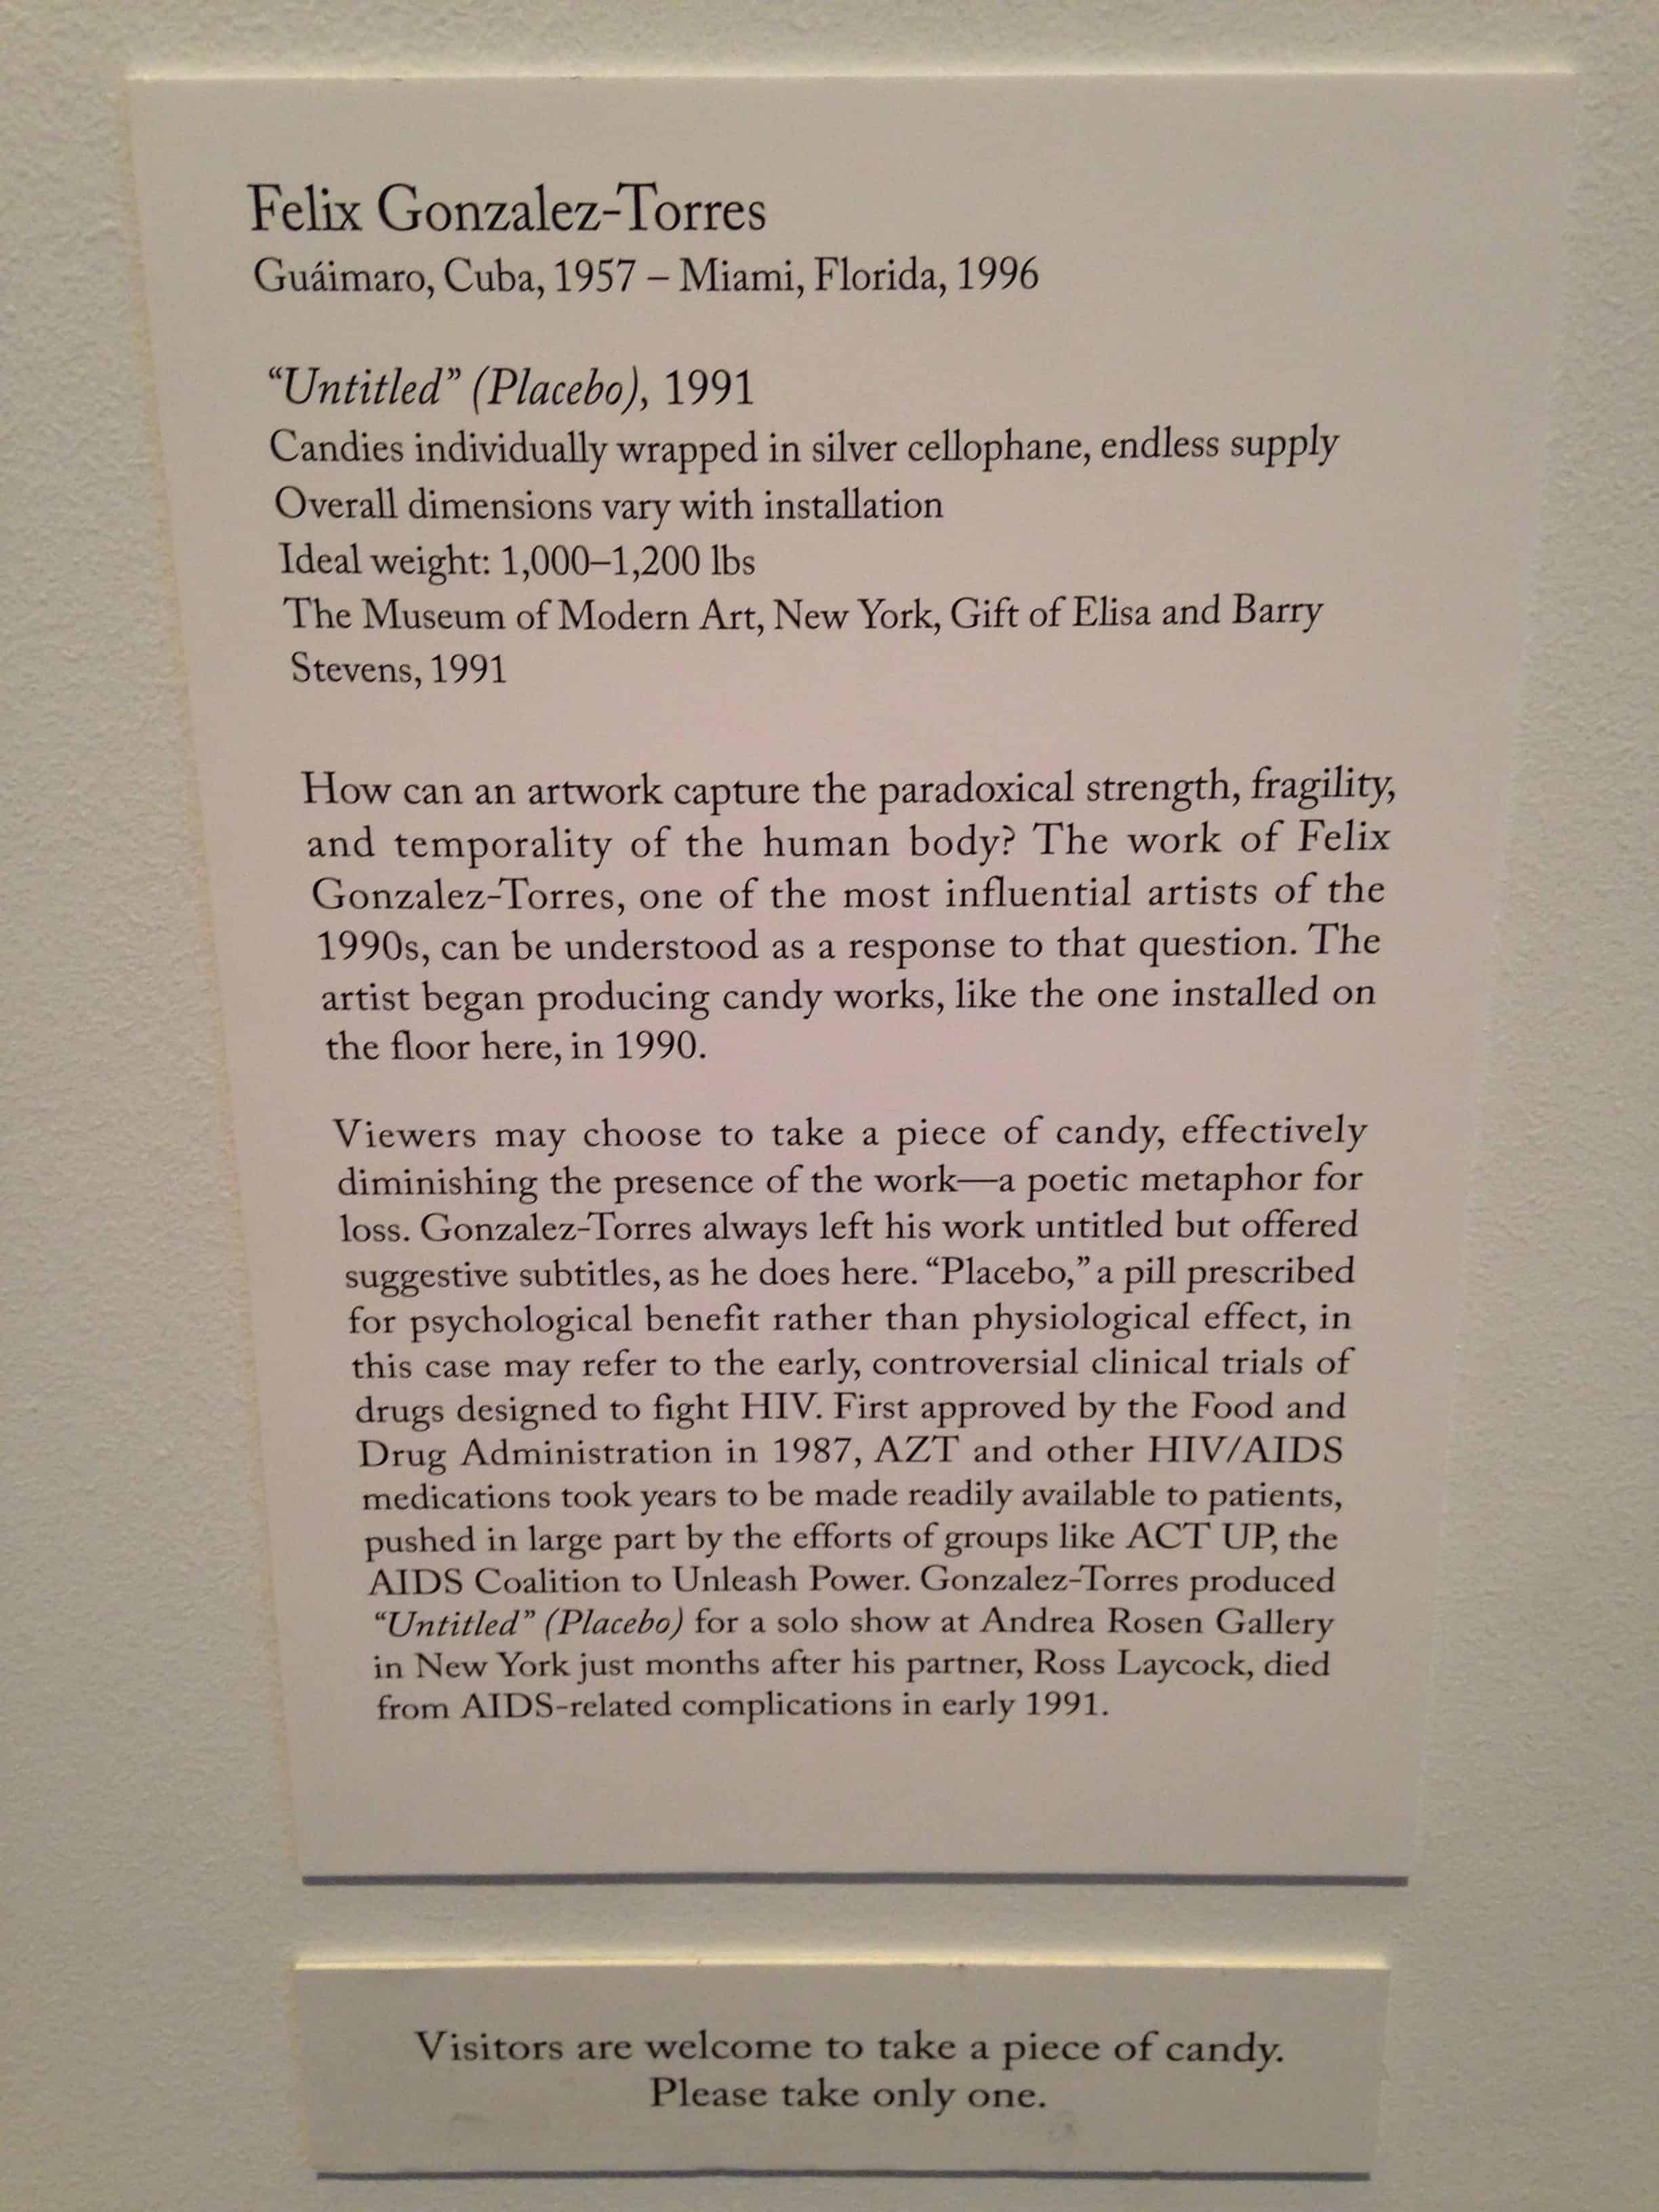 Felix Gonzalez-Torres
Guáimaro, Cuba, 1957 – Miami, Florida, 1996
“Untitled” (Placebo), 1991
Candies individually wrapped in silver cellophane, endless supply
Overall dimensions vary with installation
Ideal weight: 1,000–1,200 lbs
The Museum of Modern Art, New York, Gift of Elisa and Barry
Stevens, 1991
How can an artwork capture the paradoxical strength, fragility,
and temporality of the human body? The work of Felix
Gonzalez-Torres, one of the most influential artists of the
1990s, can be understood as a response to that question. The
artist began producing candy works, like the one installed on
the floor here, in 1990.
Viewers may choose to take a piece of candy, effectively
diminishing the presence of the work—a poetic metaphor for
loss. Gonzalez-Torres always left his work untitled but offered
suggestive subtitles, as he does here. “Placebo,” a pill prescribed
for psychological benefit rather than physiological effect, in
this case may refer to the early, controversial clinical trials of
drugs designed to fight HIV. First approved by the Food and
Drug Administration in 1987, AZT and other HIV/AIDS
medications took years to be made readily available to patients,
pushed in large part by the efforts of groups like ACT UP, the
AIDS Coalition to Unleash Power. Gonzalez-Torres produced
“Untitled” (Placebo) for a solo show at Andrea Rosen Gallery
in New York just months after his partner, Ross Laycock, died
from AIDS-related complications in early 1991.
Visitors are welcome to take a piece of candy.
Please take only one.